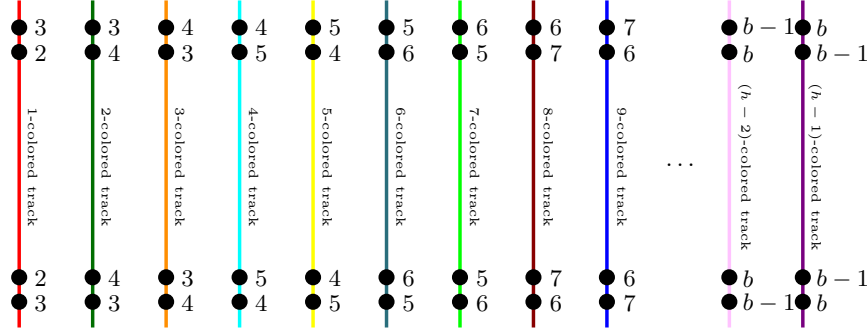 3 3 4 4 5 5 6 6 7 b − 1 b
2 4 3 5 4 6 5 7 6 b b − 1
1-colored track
2-colored track
3-colored track
4-colored track
5-colored track
6-colored track
7-colored track
8-colored track
9-colored track
...
(h − 2)-colored track
(h − 1)-colored track
2 4 3 5 4 6 5 7 6 b b − 1
3 3 4 4 5 5 6 6 7 b − 1 b